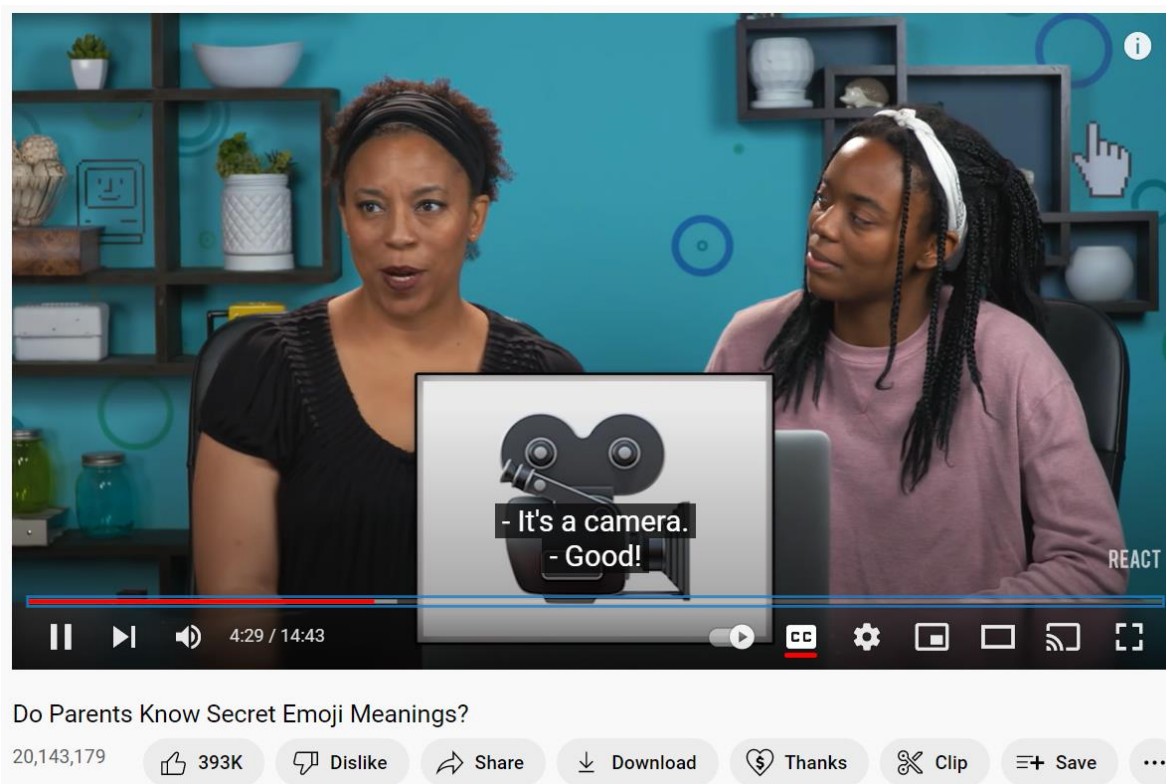 - It's a camera.
- Good!
REACT
4:29 / 14:43
CC
Do Parents Know Secret Emoji Meanings?
20,143,179 393K Dislike Share Download Thanks Clip Save